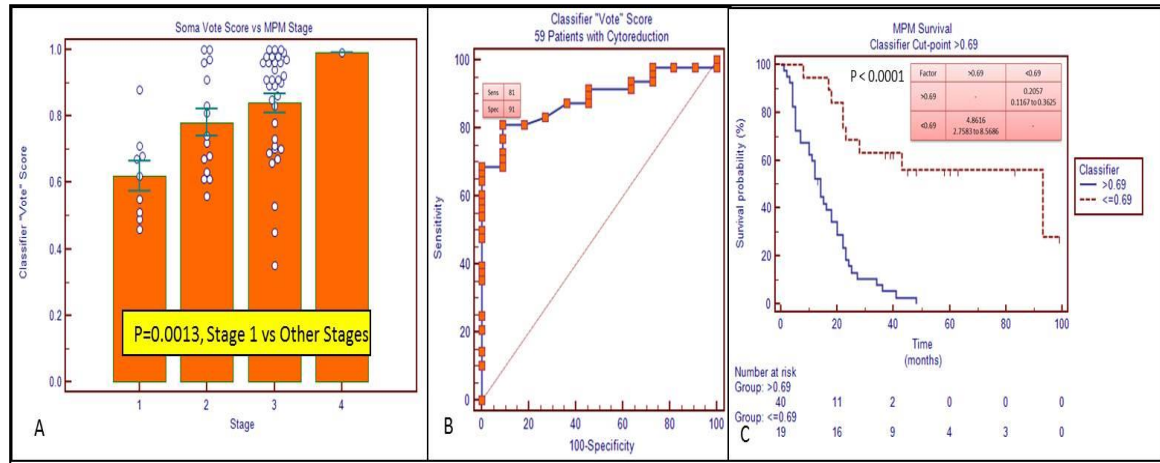 Soma Vote Score vs MPM Stage
Classifier "Vote" Score
1.0
0.8
0.6
0.4
0.2
0.0
P=0.0013, Stage 1 vs Other Stages
1 2 3 4
Stage
A
Classifier "Vote" Score
59 Patients with Cytoreduction
Sens 81
Spec 91
Sensitivity
100
80
60
40
20
0
0 20 40 60 80 100
100-Specificity
B
MPM Survival
Classifier Cut-point >0.69
P < 0.0001
Factor >0.69 <0.69
>0.69 - 0.2057
0.1167 to 0.3625
<0.69 4.8616 -
2.7583 to 8.5686
Survival probability (%)
100
80
60
40
20
0
0 20 40 60 80 100
Time
(months)
Classifier
>0.69
<=0.69
Number at risk
Group: >0.69
40 11 2 0 0 0
Group: <=0.69
19 16 9 4 3 0
C